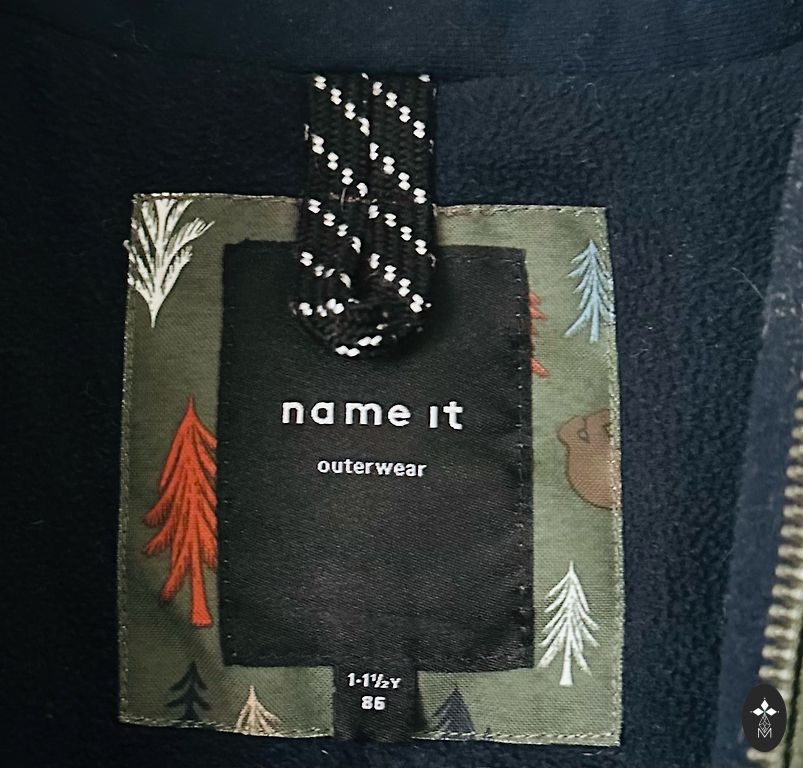 name it
outerwear
1-1½Y
86
M